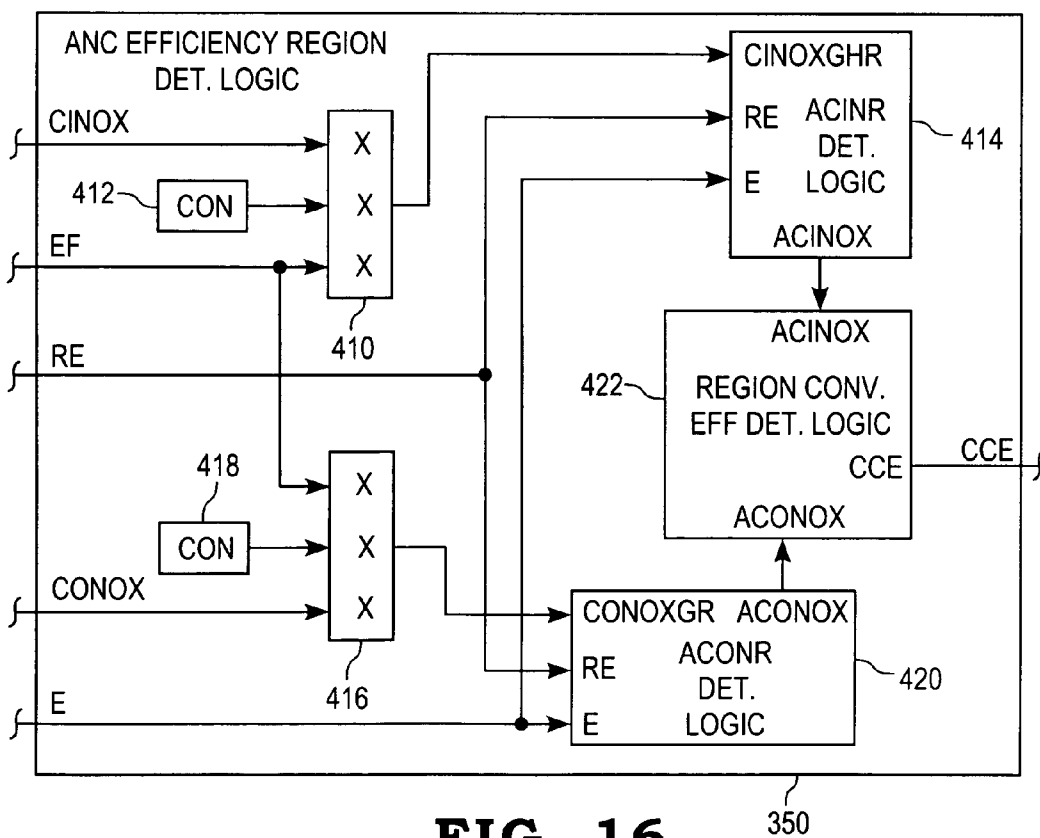 ANC EFFICIENCY REGION
DET. LOGIC
CINOX
412
CON
EF
X
X
X
410
RE
418
CON
CONOX
X
X
X
416
E
CINOXGHR
RE
ACINR
DET.
LOGIC
E
ACINOX
414
ACINOX
422
REGION CONV.
EFF DET. LOGIC
CCE
CCE
ACONOX
CONOXGR
ACONOX
ACONR
RE
DET.
E
LOGIC
420
350
FIG. 16